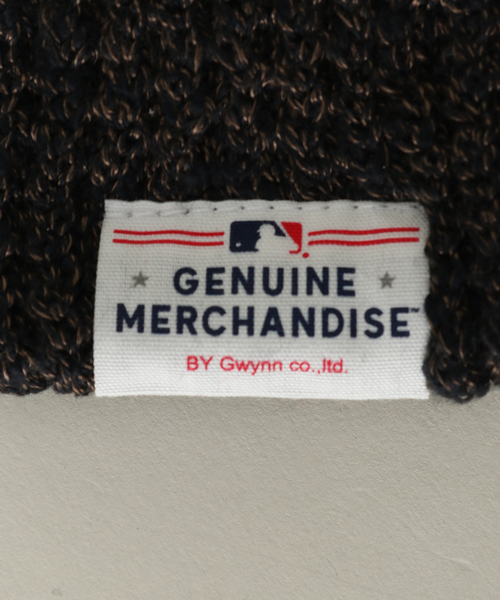 GENUINE
MERCHANDISE™
BY Gwynn co.,ltd.